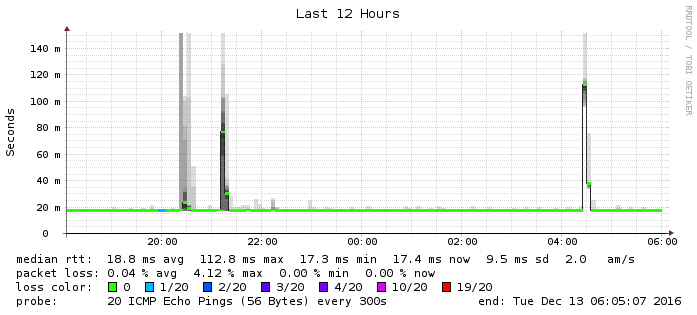 Last 12 Hours
RRDTOOL / TOBI OETIKER
Seconds
140 m
120 m
100 m
80 m
60 m
40 m
20 m
0
20:00 22:00 00:00 02:00 04:00 06:00
median rtt: 18.8 ms avg 112.8 ms max 17.3 ms min 17.4 ms now 9.5 ms sd 2.0 am/s
packet loss: 0.04 % avg 4.12 % max 0.00 % min 0.00 % now
loss color: 0 1/20 2/20 3/20 4/20 10/20 19/20
probe: 20 ICMP Echo Pings (56 Bytes) every 300s end: Tue Dec 13 06:05:07 2016